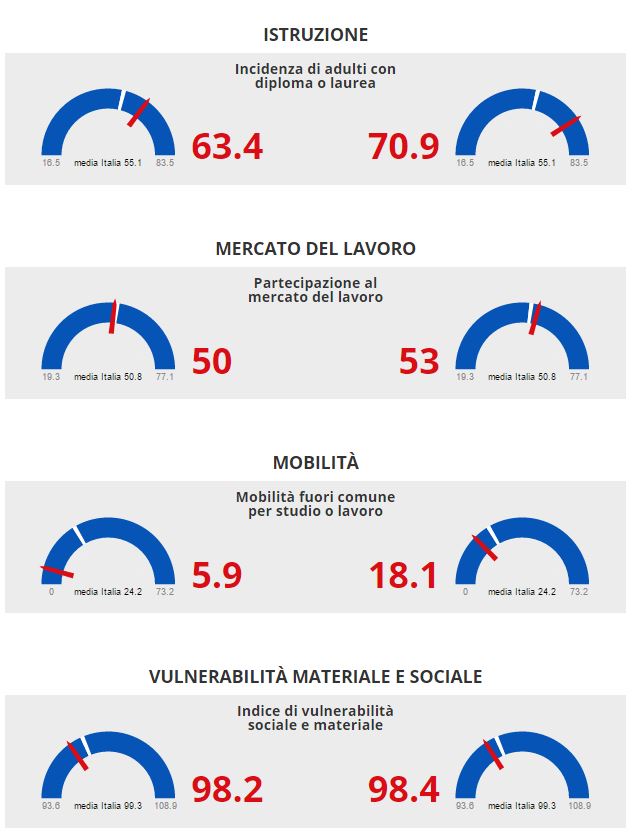 ISTRUZIONE
Incidenza di adulti con
diploma o laurea
63.4
70.9
16.5 media Italia 55.1 83.5
16.5 media Italia 55.1 83.5
MERCATO DEL LAVORO
Partecipazione al
mercato del lavoro
50
53
19.3 media Italia 50.8 77.1
19.3 media Italia 50.8 77.1
MOBILITÀ
Mobilità fuori comune
per studio o lavoro
5.9
18.1
0 media Italia 24.2 73.2
0 media Italia 24.2 73.2
VULNERABILITÀ MATERIALE E SOCIALE
Indice di vulnerabilità
sociale e materiale
98.2
98.4
93.6 media Italia 99.3 108.9
93.6 media Italia 99.3 108.9